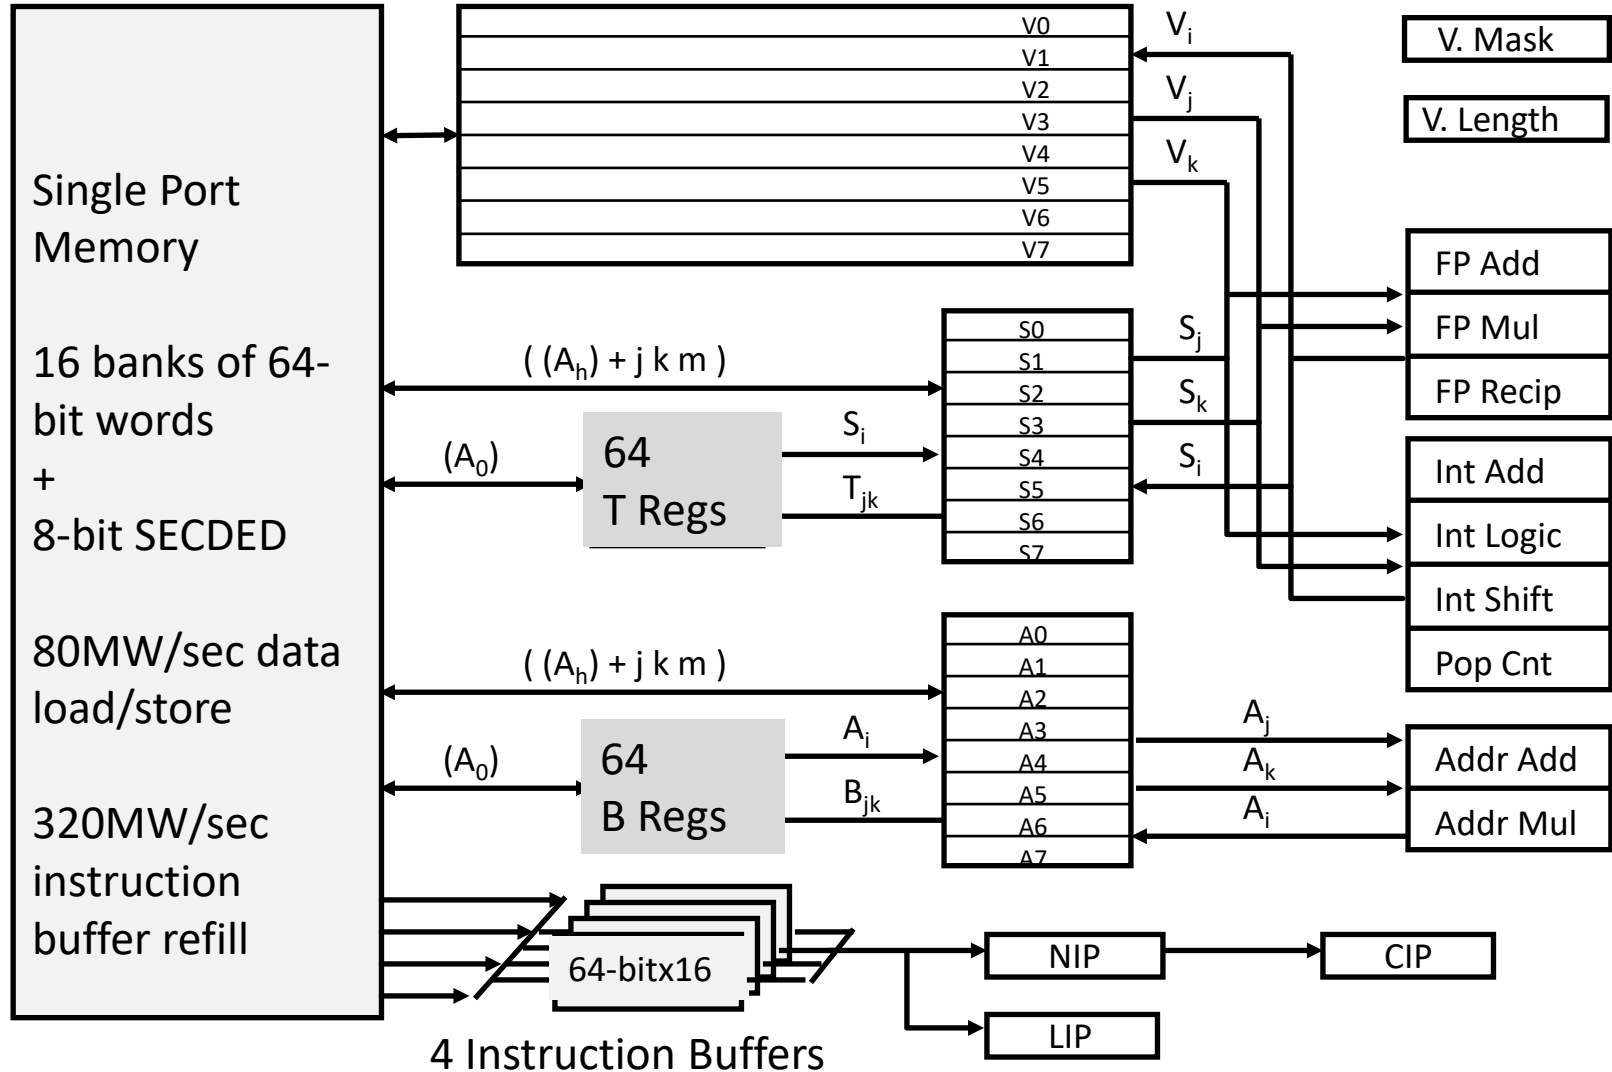 Single Port
Memory
16 banks of 64-
bit words
+
8-bit SECDED
80MW/sec data
load/store
320MW/sec
instruction
buffer refill
V0
V1
V2
V3
V4
V5
V6
V7
Vi
Vj
Vk
V. Mask
V. Length
FP Add
FP Mul
FP Recip
( (Ah) + j k m )
(A0)
64
T Regs
Si
Tjk
S0
S1
S2
S3
S4
S5
S6
S7
Sj
Sk
Si
Int Add
Int Logic
Int Shift
Pop Cnt
( (Ah) + j k m )
(A0)
64
B Regs
Ai
Bjk
A0
A1
A2
A3
A4
A5
A6
A7
Aj
Ak
Ai
Addr Add
Addr Mul
64-bitx16
4 Instruction Buffers
NIP
CIP
LIP